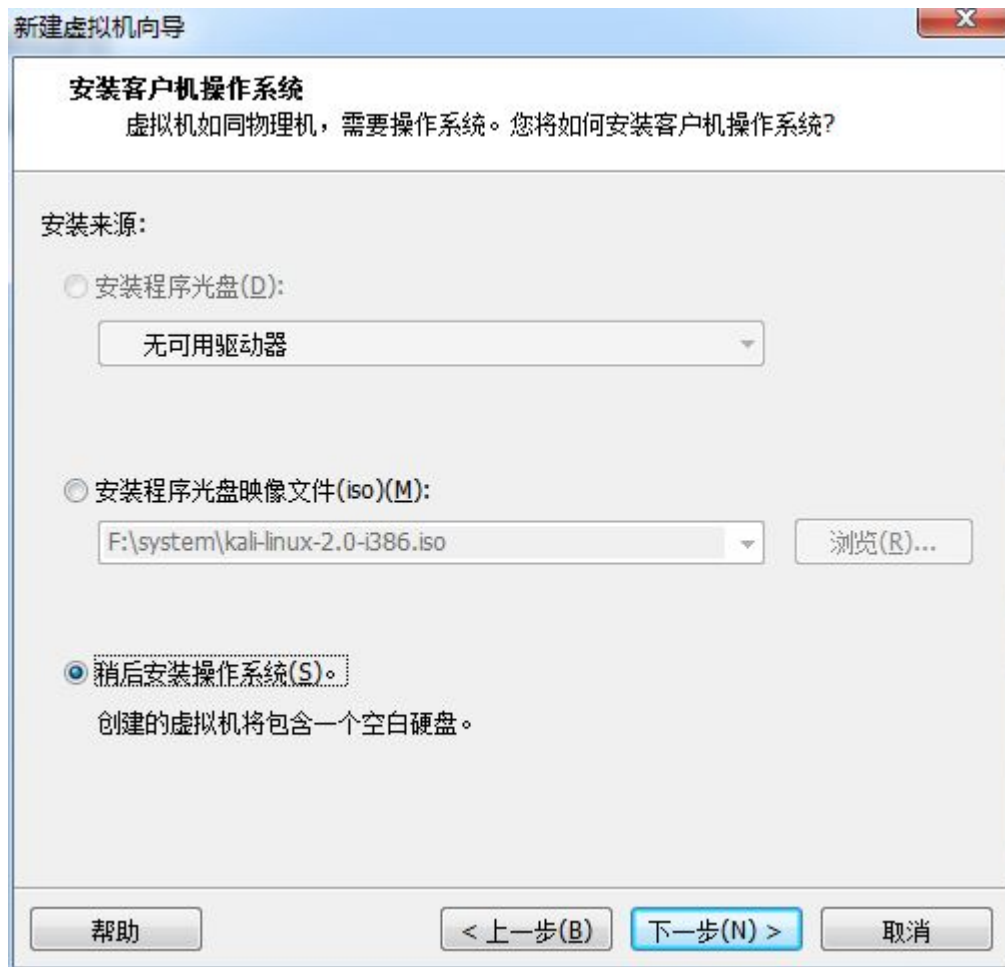 新建虚拟机向导
安装客户机操作系统
虚拟机如同物理机，需要操作系统。您将如何安装客户机操作系统?
安装来源:
安装程序光盘(D):
无可用驱动器
安装程序光盘映像文件(iso)(M):
F:\system\kali-linux-2.0-i386.iso
浏览(R)...
稍后安装操作系统(S)。
创建的虚拟机将包含一个空白硬盘。
帮助
< 上一步(B)
下一步(N) >
取消